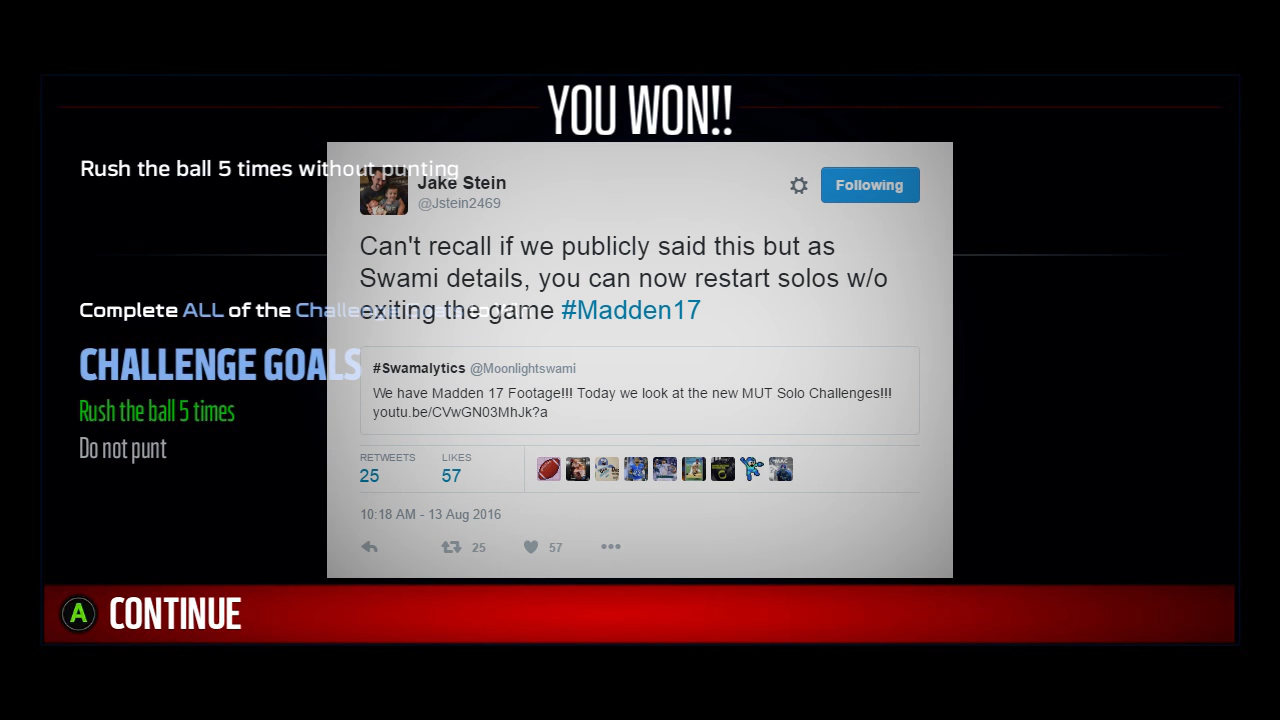 YOU WON!!
Rush the ball 5 times without punting
Jake Stein
@Jstein2469
Following
Can't recall if we publicly said this but as
Swami details, you can now restart solos w/o
exiting the game #Madden17
Complete ALL of the Challenge
CHALLENGE GOALS
Rush the ball 5 times
Do not punt
#Swamalytics @Moonlightswami
We have Madden 17 Footage!!! Today we look at the new MUT Solo Challenges!!!
youtu.be/CVwGN03MhJk?a
RETWEETS LIKES
25 57
10:18 AM - 13 Aug 2016
25 57
A CONTINUE